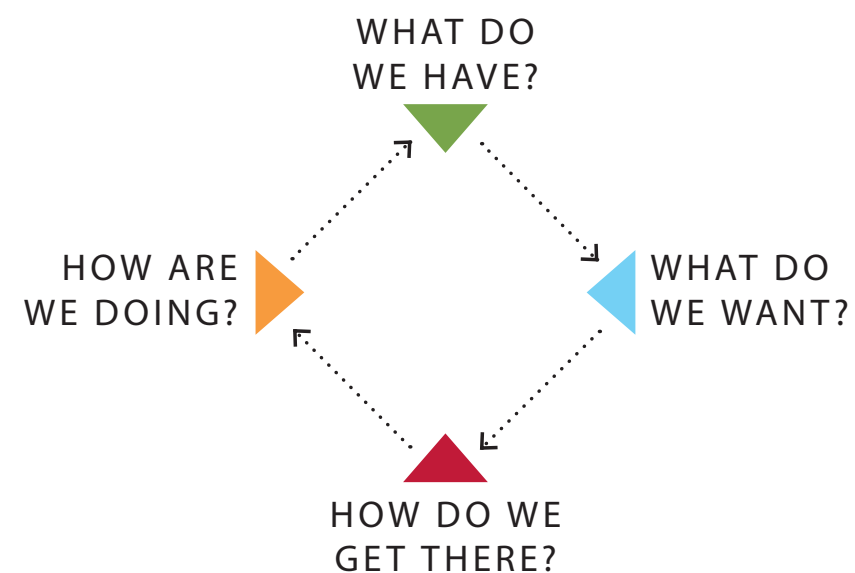 WHAT DO
WE HAVE?
HOW ARE
WE DOING?
WHAT DO
WE WANT?
HOW DO WE
GET THERE?